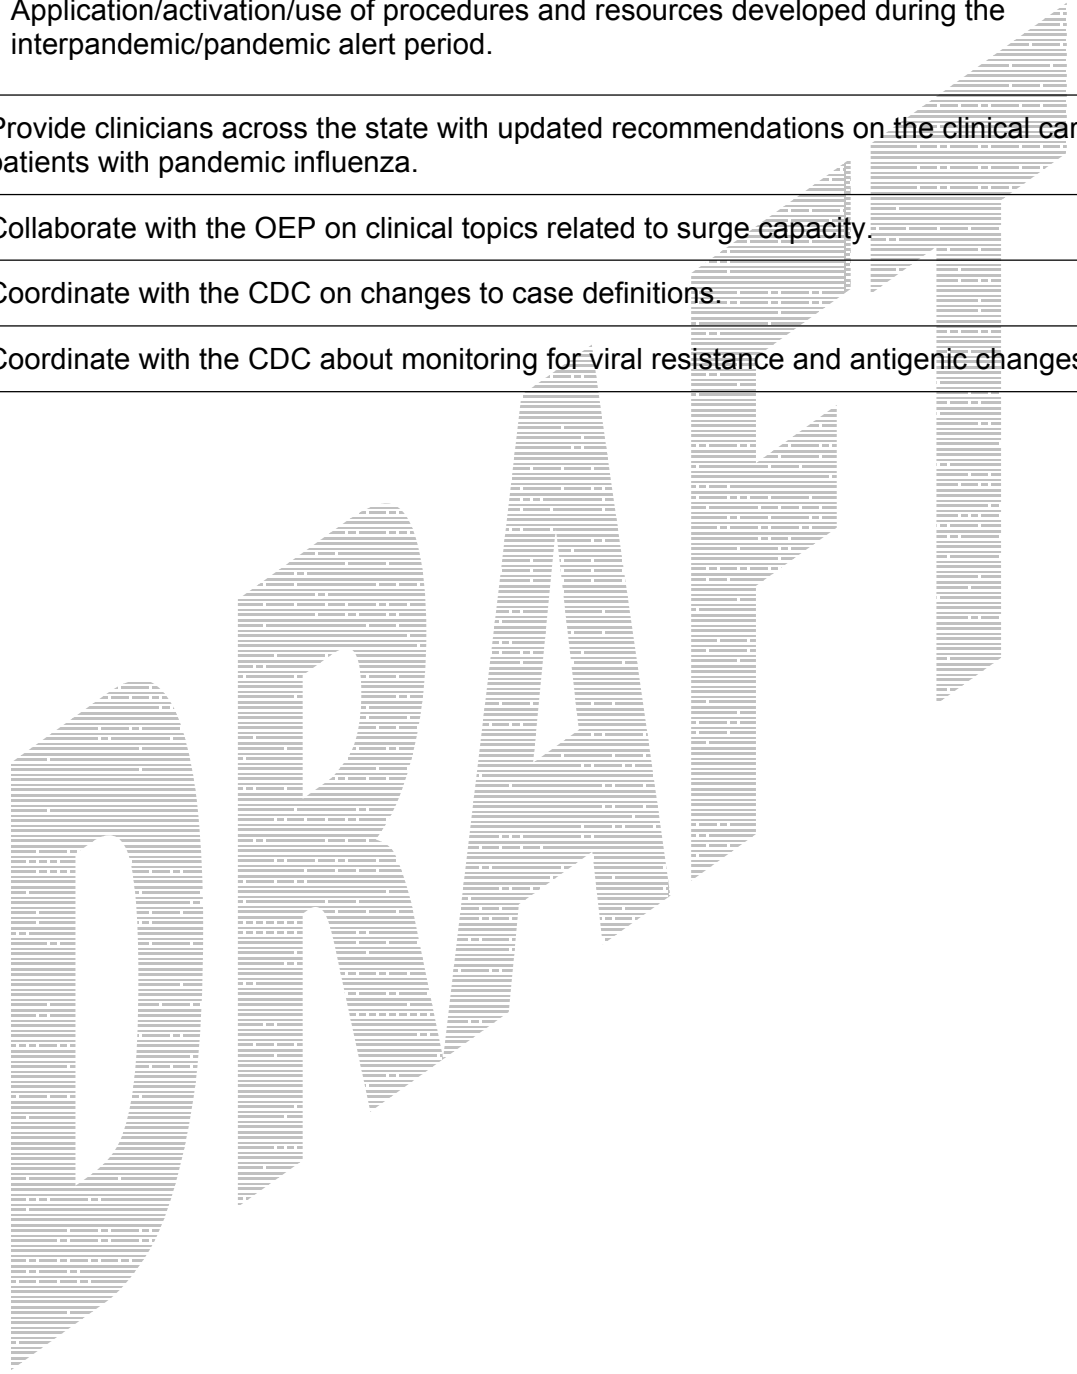 Application/activation/use of procedures and resources developed during the
interpandemic/pandemic alert period.
Provide clinicians across the state with updated recommendations on the clinical
patients with pandemic influenza.
Collaborate with the OEP on clinical topics related to surge capacity.
Coordinate with the CDC on changes to case definitions.
Coordinate with the CDC about monitoring for viral resistance and antigenic changes
DRAFT